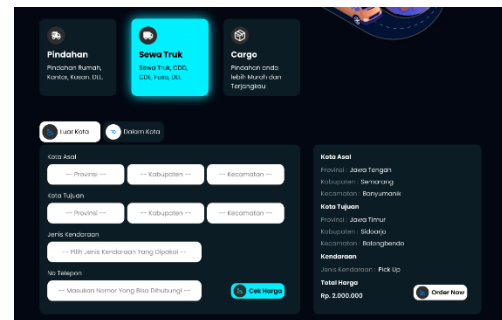 Pindahan
Pindahan Rumah,
Kantor, Kosan, DLL.
Sewa Truk
Sewa Truk, CDD,
CDE, Fuso, DLL
Cargo
Pindahan anda
lebih Murah dan
Terjangkau
Luar Kota
Dalam Kota
Kota Asal
-- Provinsi --
-- Kabupaten --
-- Kecamatan --
Kota Tujuan
-- Provinsi --
-- Kabupaten --
-- Kecamatan --
Jenis Kendaraan
-- Pilih Jenis Kendaraan Yang Dipakai --
No Telepon
-- Masukan Nomor Yang Bisa Dihubungi --
Cek Harga
Kota Asal
Provinsi : Jawa Tengan
Kabupaten : Semarang
Kecamatan : Banyumanik
Kota Tujuan
Provinsi : Jawa Timur
Kabupaten : Sidoarjo
Kecamatan : Balongbendo
Kendaraan
Jenis Kendaraan : Pick Up
Total Harga
Rp. 2.000.000
Order Now